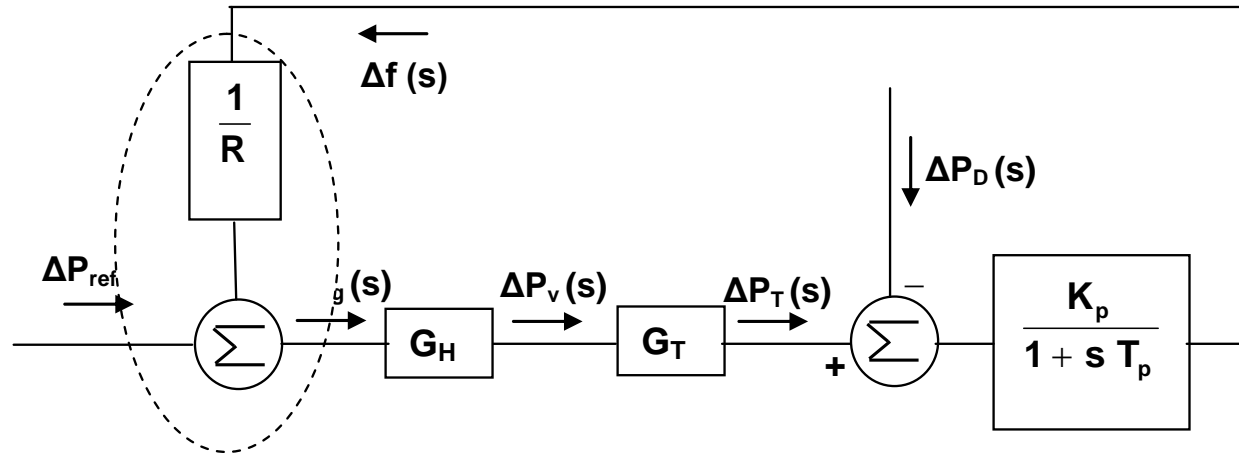 1
R
Δf (s)
ΔP_D (s)
ΔP_ref
g (s)
ΔP_v (s)
ΔP_T (s)
−
+
Σ
G_H
G_T
Σ
K_p
1 + s T_p